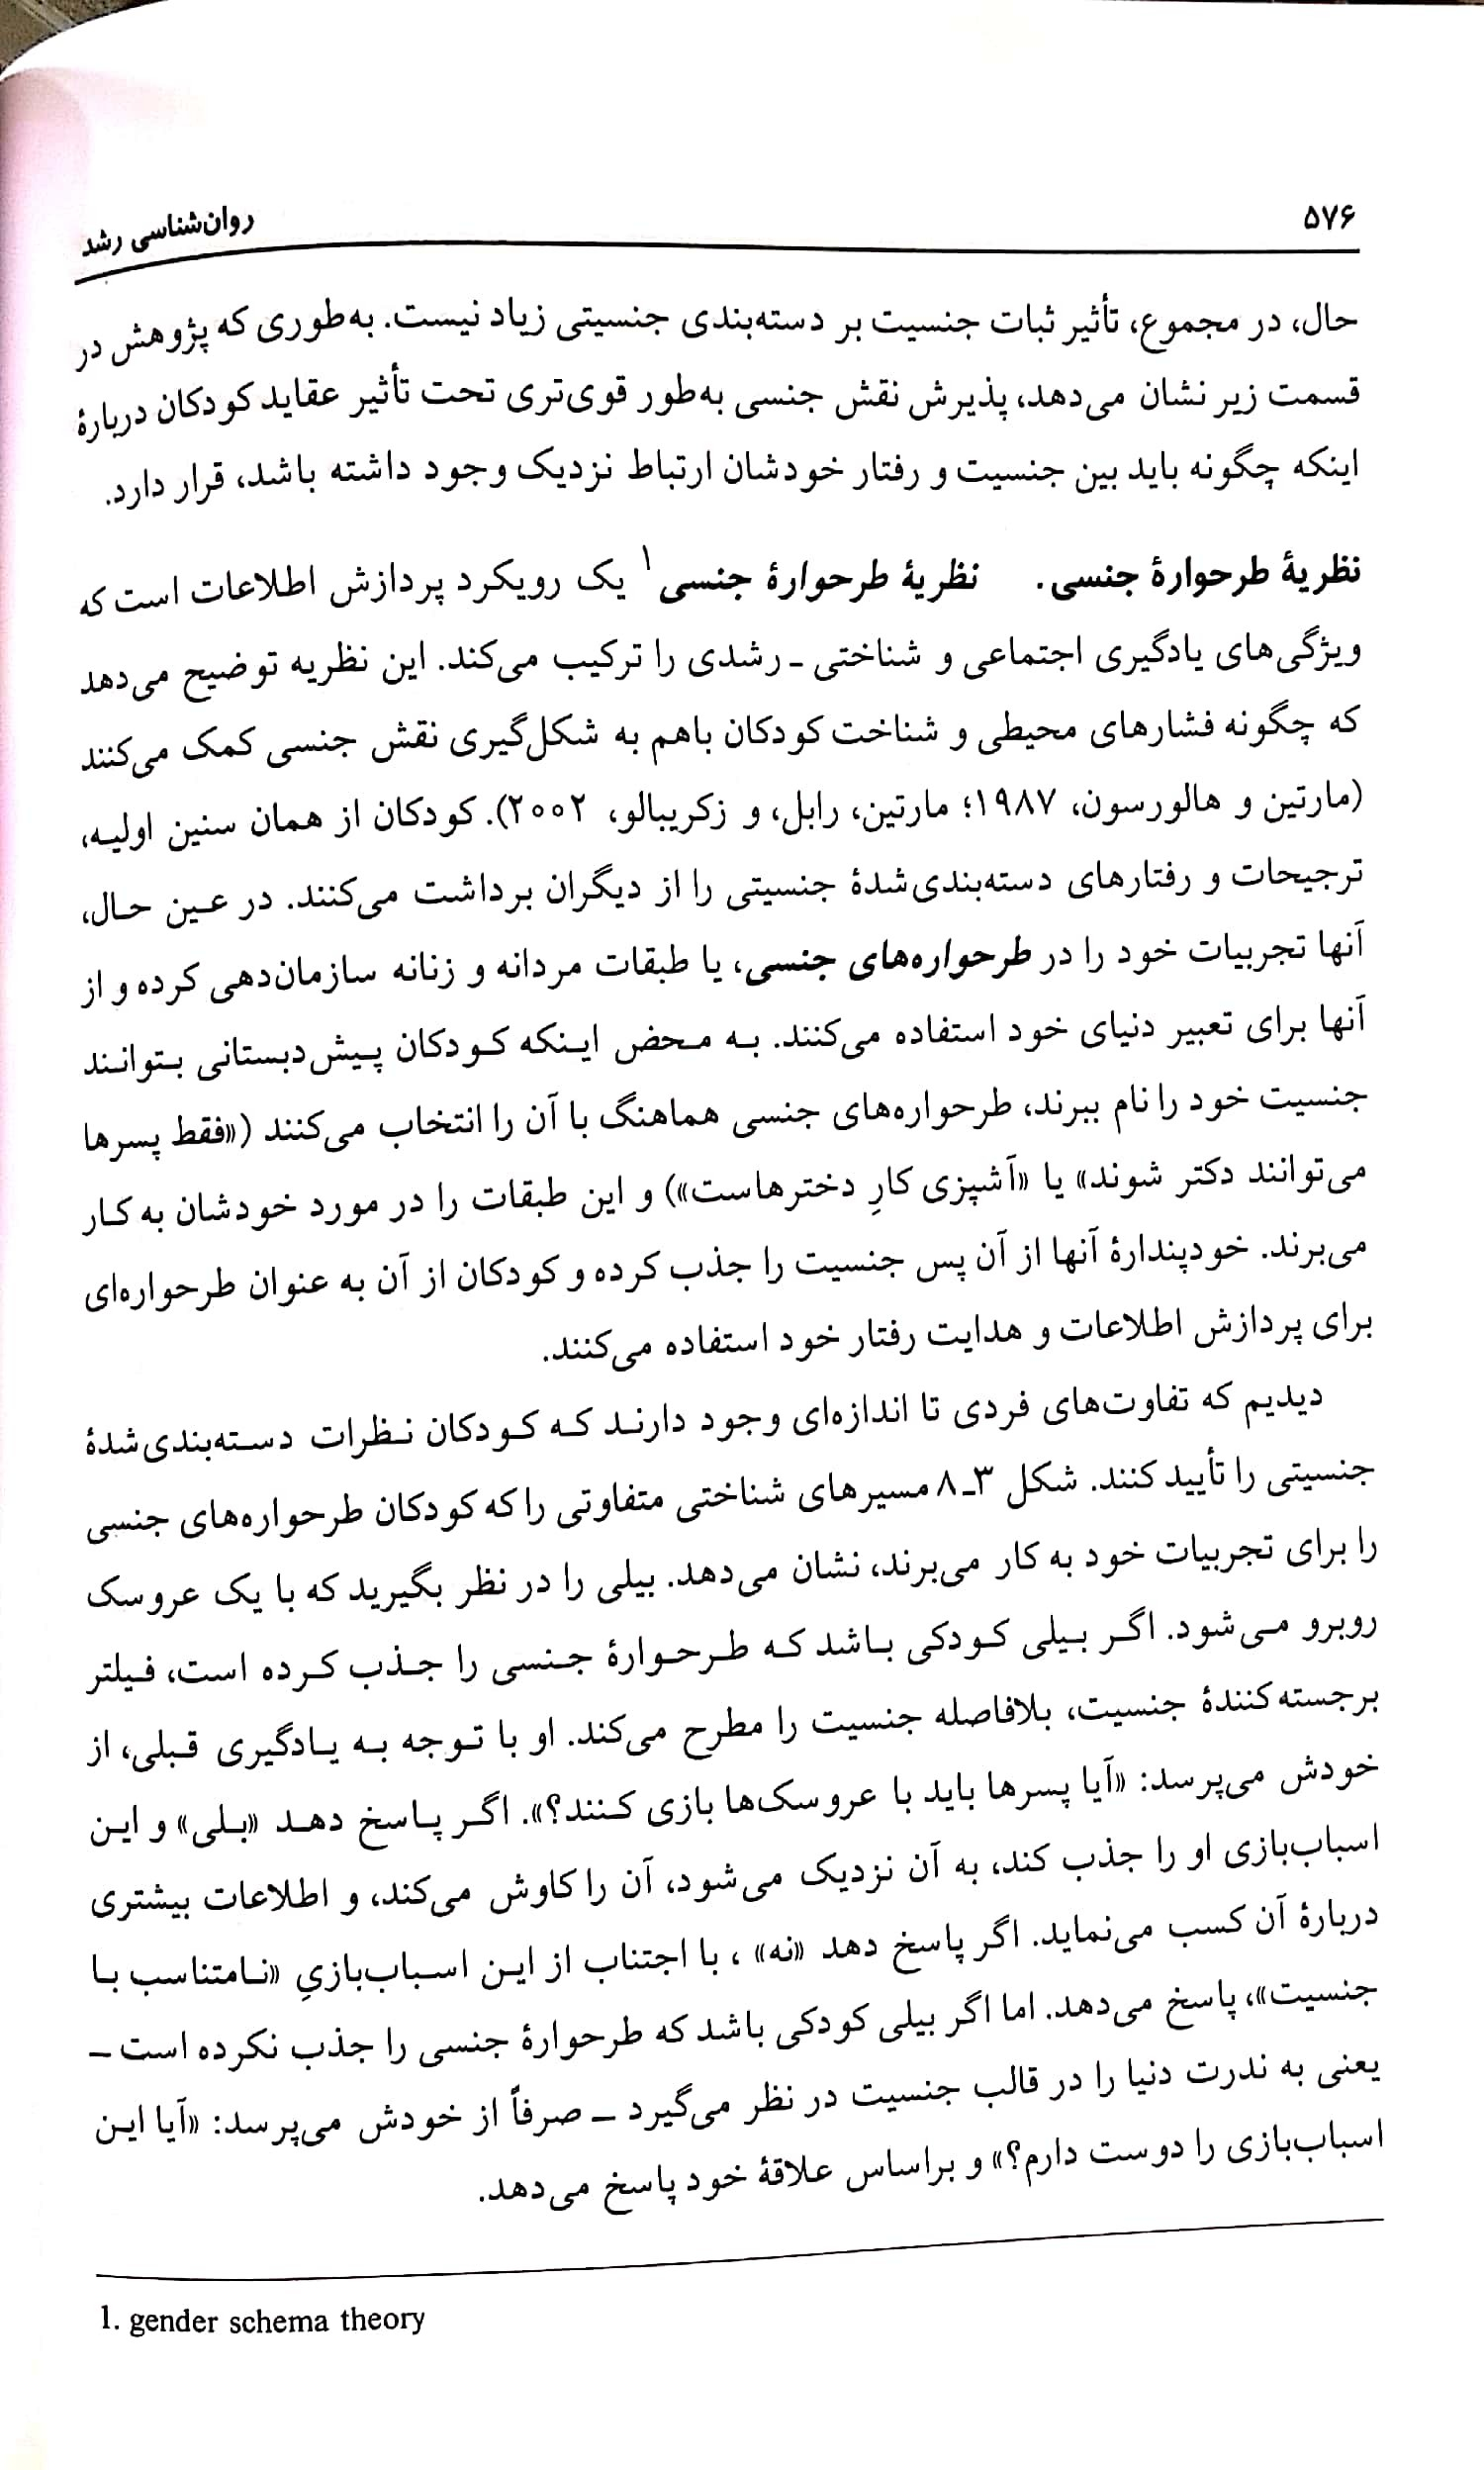 ۵۷۶
روان‌شناسی رشد
حال، در مجموع، تأثیر ثبات جنسیت بر دسته‌بندی جنسیتی زیاد نیست. به‌طوری که پژوهش در
قسمت زیر نشان می‌دهد، پذیرش نقش جنسی به‌طور قوی‌تری تحت تأثیر عقاید کودکان دربارهٔ
اینکه چگونه باید بین جنسیت و رفتار خودشان ارتباط نزدیک وجود داشته باشد، قرار دارد.
نظریهٔ طرحوارهٔ جنسی. نظریهٔ طرحوارهٔ جنسی۱ یک رویکرد پردازش اطلاعات است که
ویژگی‌های یادگیری اجتماعی و شناختی ـ رشدی را ترکیب می‌کند. این نظریه توضیح می‌دهد
که چگونه فشارهای محیطی و شناخت کودکان باهم به شکل‌گیری نقش جنسی کمک می‌کنند
(مارتین و هالورسون، ۱۹۸۷؛ مارتین، رابل، و زکریبالو، ۲۰۰۲). کودکان از همان سنین اولیه،
ترجیحات و رفتارهای دسته‌بندی‌شدهٔ جنسیتی را از دیگران برداشت می‌کنند. در عین حال،
آنها تجربیات خود را در طرحواره‌های جنسی، یا طبقات مردانه و زنانه سازمان‌دهی کرده و از
آنها برای تعبیر دنیای خود استفاده می‌کنند. به محض اینکه کودکان پیش‌دبستانی بتوانند
جنسیت خود را نام ببرند، طرحواره‌های جنسی هماهنگ با آن را انتخاب می‌کنند («فقط پسرها
می‌توانند دکتر شوند» یا «آشپزی کارِ دخترهاست») و این طبقات را در مورد خودشان به کار
می‌برند. خودپندارهٔ آنها از آن پس جنسیت را جذب کرده و کودکان از آن به عنوان طرحواره‌ای
برای پردازش اطلاعات و هدایت رفتار خود استفاده می‌کنند.
دیدیم که تفاوت‌های فردی تا اندازه‌ای وجود دارند که کودکان نظرات دسته‌بندی‌شدهٔ
جنسیتی را تأیید کنند. شکل ۳ـ۸ مسیرهای شناختی متفاوتی را که کودکان طرحواره‌های جنسی
را برای تجربیات خود به کار می‌برند، نشان می‌دهد. بیلی را در نظر بگیرید که با یک عروسک
روبرو می‌شود. اگر بیلی کودکی باشد که طرحوارهٔ جنسی را جذب کرده است، فیلتر
برجسته‌کنندهٔ جنسیت، بلافاصله جنسیت را مطرح می‌کند. او با توجه به یادگیری قبلی، از
خودش می‌پرسد: «آیا پسرها باید با عروسک‌ها بازی کنند؟». اگر پاسخ دهد «بلی» و این
اسباب‌بازی او را جذب کند، به آن نزدیک می‌شود، آن را کاوش می‌کند، و اطلاعات بیشتری
دربارهٔ آن کسب می‌نماید. اگر پاسخ دهد «نه» ، با اجتناب از این اسباب‌بازیِ «نامتناسب با
جنسیت»، پاسخ می‌دهد. اما اگر بیلی کودکی باشد که طرحوارهٔ جنسی را جذب نکرده است ـ
یعنی به ندرت دنیا را در قالب جنسیت در نظر می‌گیرد ـ صرفاً از خودش می‌پرسد: «آیا این
اسباب‌بازی را دوست دارم؟» و براساس علاقهٔ خود پاسخ می‌دهد.
1. gender schema theory